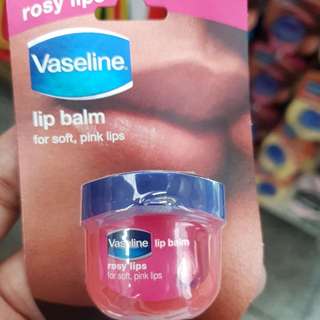 rosy lips
Vaseline
lip balm
for soft, pink lips
Vaseline lip balm
rosy lips
for soft, pink lips